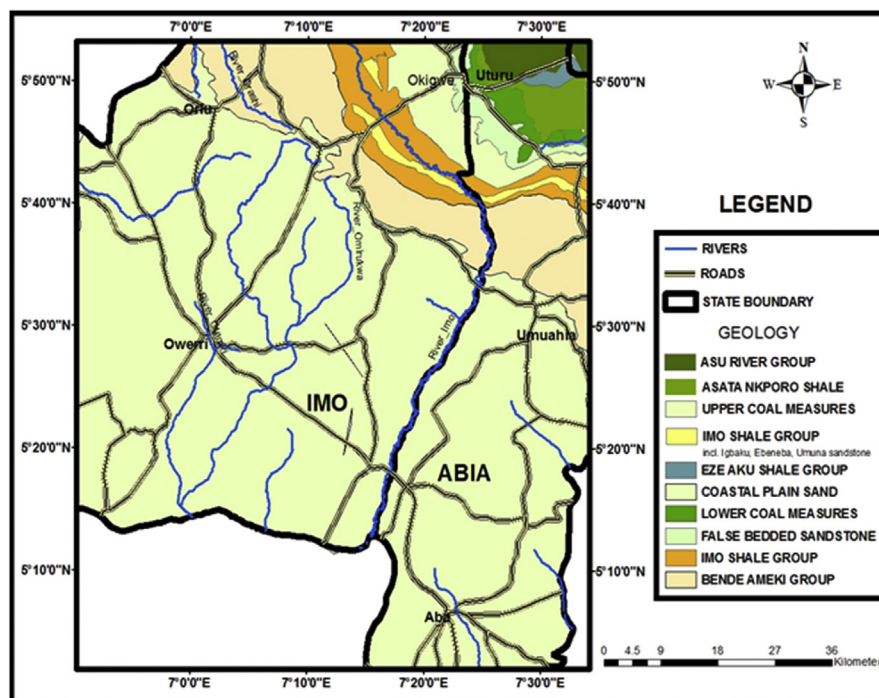 7°0'0"E 7°10'0"E 7°20'0"E 7°30'0"E
5°50'0"N 5°50'0"N
5°40'0"N 5°40'0"N
5°30'0"N 5°30'0"N
5°20'0"N 5°20'0"N
5°10'0"N 5°10'0"N
7°0'0"E 7°10'0"E 7°20'0"E 7°30'0"E
Orlu
Okigwe
Uturu
River_Omirukwa
River_Imo
Owerri
Umuahia
IMO
ABIA
Aba
N
W E
S
LEGEND
RIVERS
ROADS
STATE BOUNDARY
GEOLOGY
ASU RIVER GROUP
ASATA NKPORO SHALE
UPPER COAL MEASURES
IMO SHALE GROUP
incl. Igbaku, Ebeneba, Umuna sandstone
EZE AKU SHALE GROUP
COASTAL PLAIN SAND
LOWER COAL MEASURES
FALSE BEDDED SANDSTONE
IMO SHALE GROUP
BENDE AMEKI GROUP
0 4.5 9 18 27 36
Kilometer